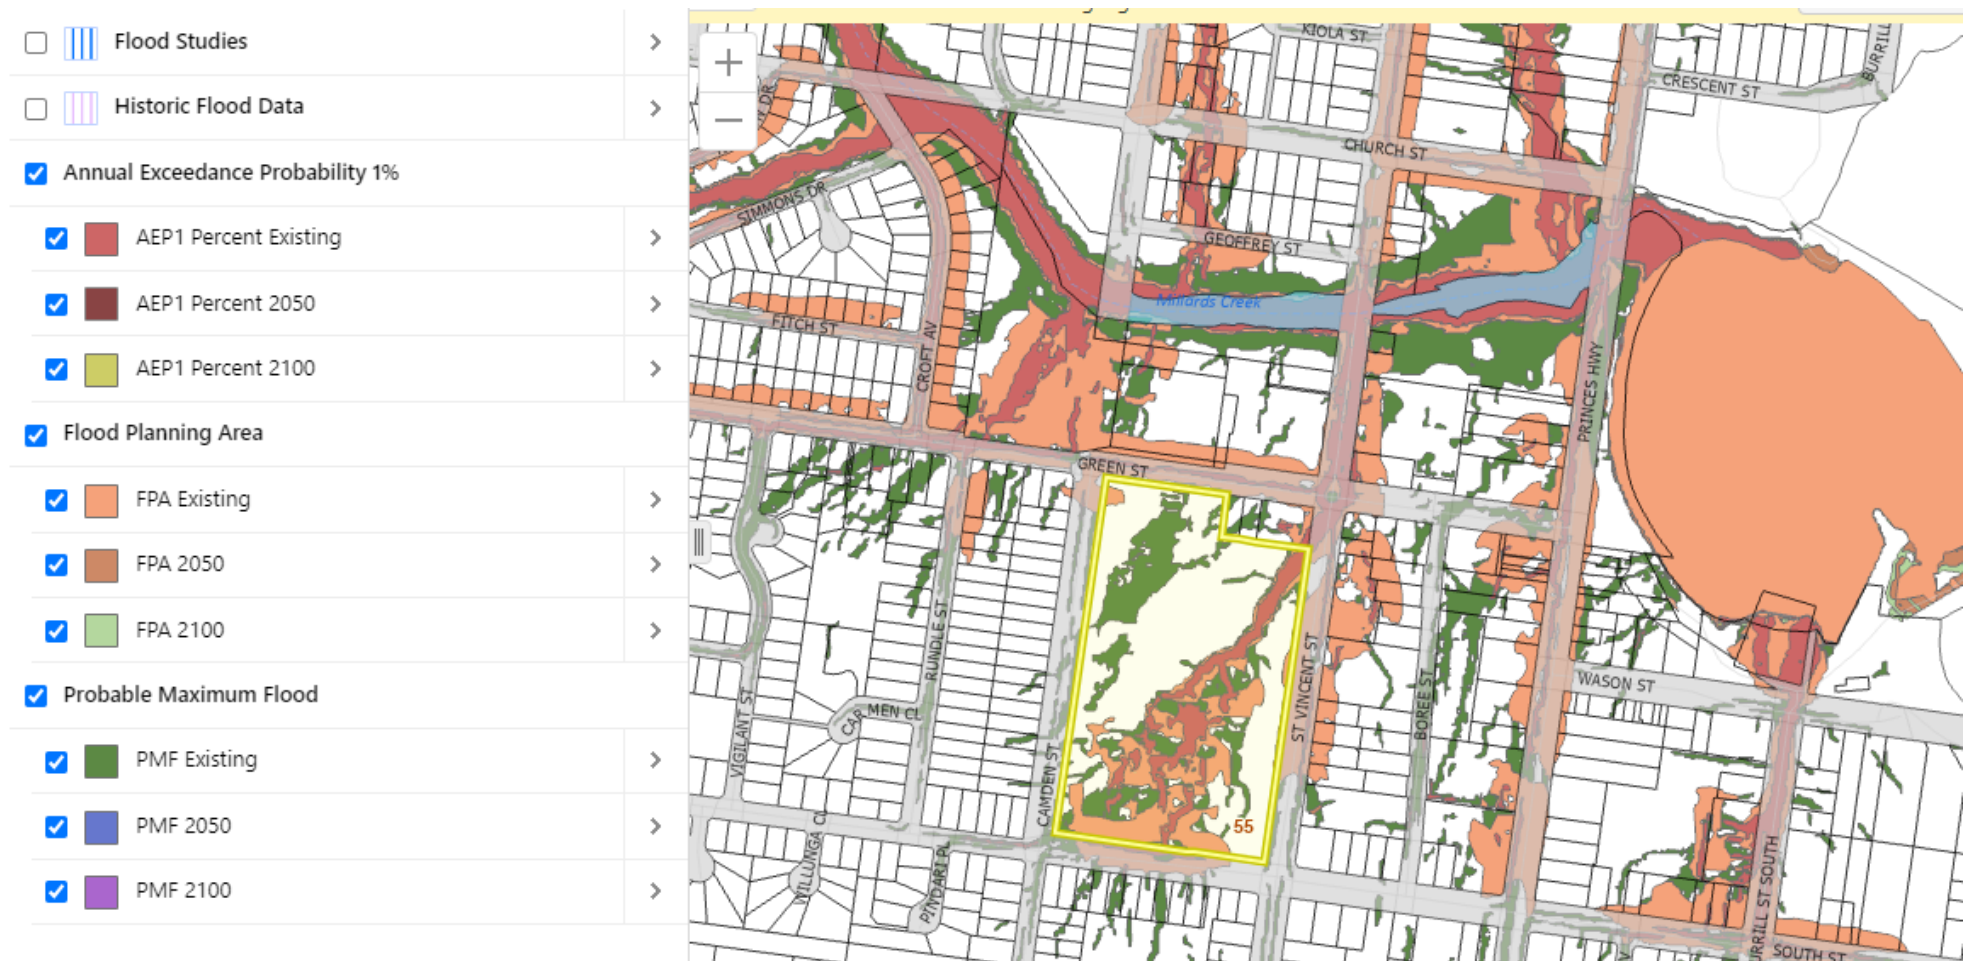 Flood Studies
Historic Flood Data
Annual Exceedance Probability 1%
AEP1 Percent Existing
AEP1 Percent 2050
AEP1 Percent 2100
Flood Planning Area
FPA Existing
FPA 2050
FPA 2100
Probable Maximum Flood
PMF Existing
PMF 2050
PMF 2100
KIOLA ST
BURRILL
CRESCENT ST
CHURCH ST
SIMMONS DR
GEOFFREY ST
Millards Creek
FITCH ST
CROFT AV
PRINCES HWY
GREEN ST
RUNDLE ST
ST VINCENT ST
BOREE ST
WASON ST
CARMEN CL
VIGILANT ST
CAMDEN ST
55
WILLUNGA CL
PINDARI PL
RRILL ST SOUTH
SOUTH ST